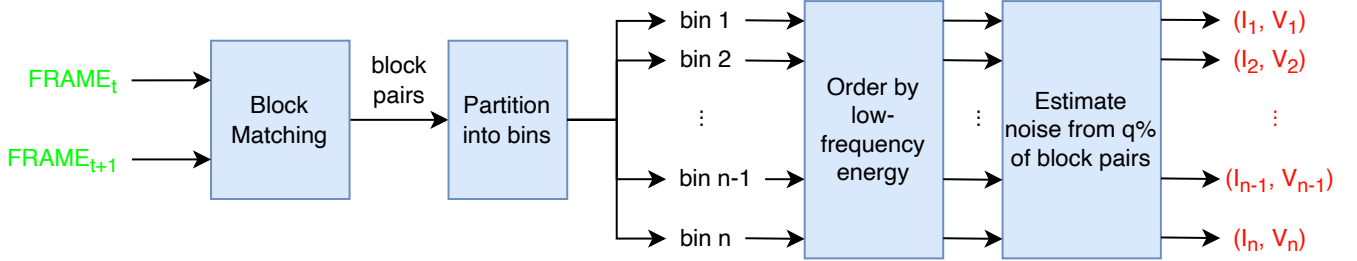 FRAMEt
FRAMEt+1
Block
Matching
block
pairs
Partition
into bins
bin 1
bin 2
⋮
bin n-1
bin n
Order by
low-
frequency
energy
⋮
Estimate
noise from q%
of block pairs
(I1, V1)
(I2, V2)
⋮
(In-1, Vn-1)
(In, Vn)